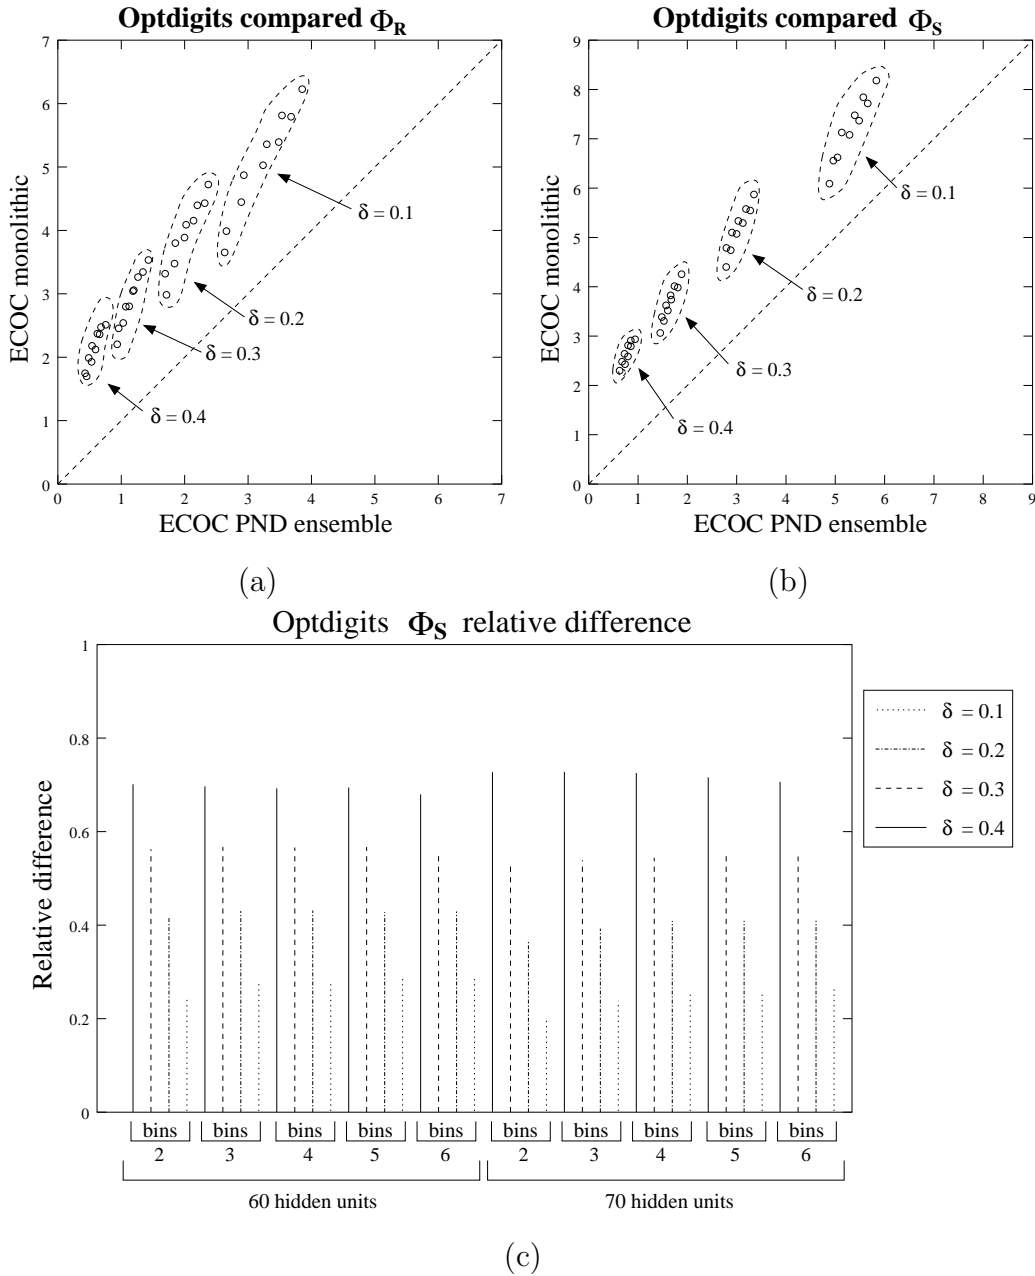 Optdigits compared Φ_R
7
6
5
4
3
2
1
0
0 1 2 3 4 5 6 7
ECOC monolithic
ECOC PND ensemble
δ = 0.1
δ = 0.2
δ = 0.3
δ = 0.4
(a)
Optdigits compared Φ_S
9
8
7
6
5
4
3
2
1
0
0 1 2 3 4 5 6 7 8 9
ECOC monolithic
ECOC PND ensemble
δ = 0.1
δ = 0.2
δ = 0.3
δ = 0.4
(b)
Optdigits Φ_S relative difference
1
0.8
0.6
0.4
0.2
0
Relative difference
δ = 0.1
δ = 0.2
δ = 0.3
δ = 0.4
bins bins bins bins bins bins bins bins bins bins
2 3 4 5 6 2 3 4 5 6
60 hidden units 70 hidden units
(c)